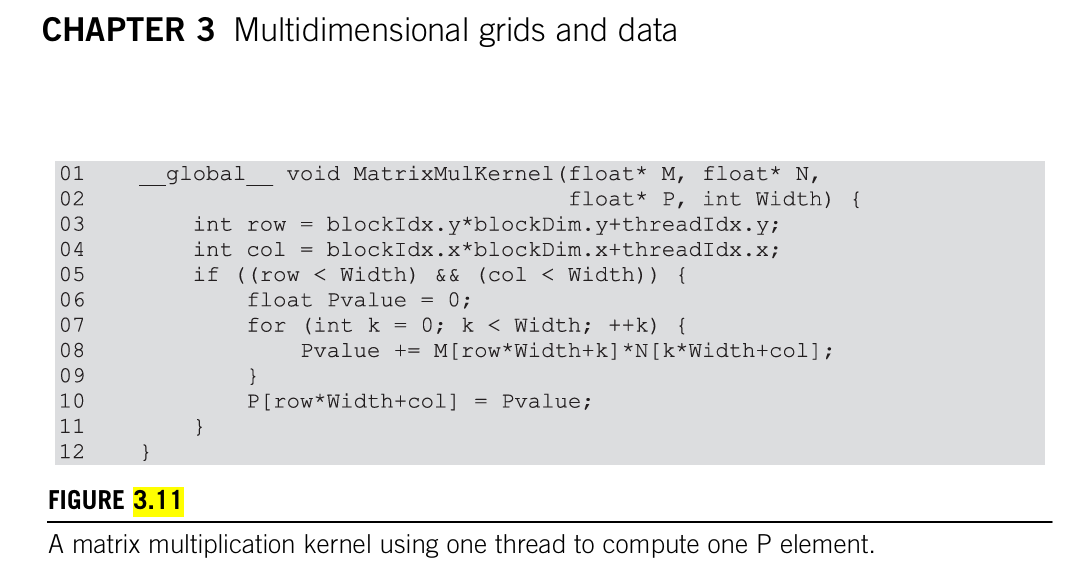 CHAPTER 3 Multidimensional grids and data
01 __global__ void MatrixMulKernel(float* M, float* N,
02 float* P, int Width) {
03 int row = blockIdx.y*blockDim.y+threadIdx.y;
04 int col = blockIdx.x*blockDim.x+threadIdx.x;
05 if ((row < Width) && (col < Width)) {
06 float Pvalue = 0;
07 for (int k = 0; k < Width; ++k) {
08 Pvalue += M[row*Width+k]*N[k*Width+col];
09 }
10 P[row*Width+col] = Pvalue;
11 }
12 }
FIGURE 3.11
A matrix multiplication kernel using one thread to compute one P element.